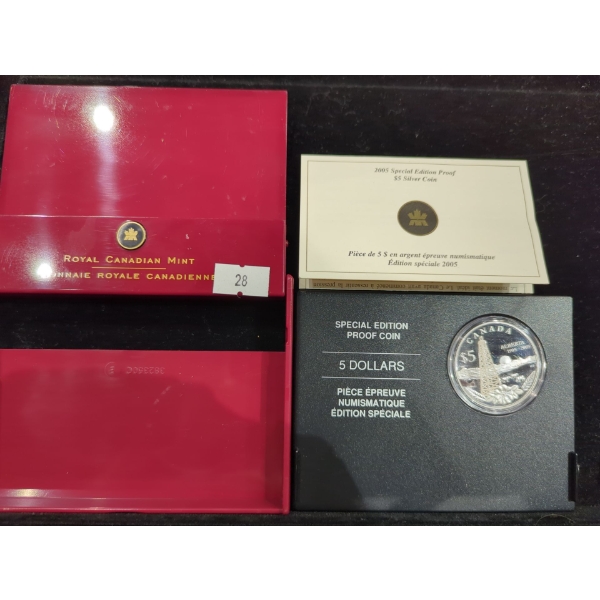 ROYAL CANADIAN MINT
MONNAIE ROYALE CANADIENNE
28
2005 Special Edition Proof
$5 Silver Coin
Pièce de 5 $ en argent épreuve numismatique
Édition spéciale 2005
SPECIAL EDITION
PROOF COIN
5 DOLLARS
PIÈCE ÉPREUVE
NUMISMATIQUE
ÉDITION SPÉCIALE
CANADA
ALBERTA
$5